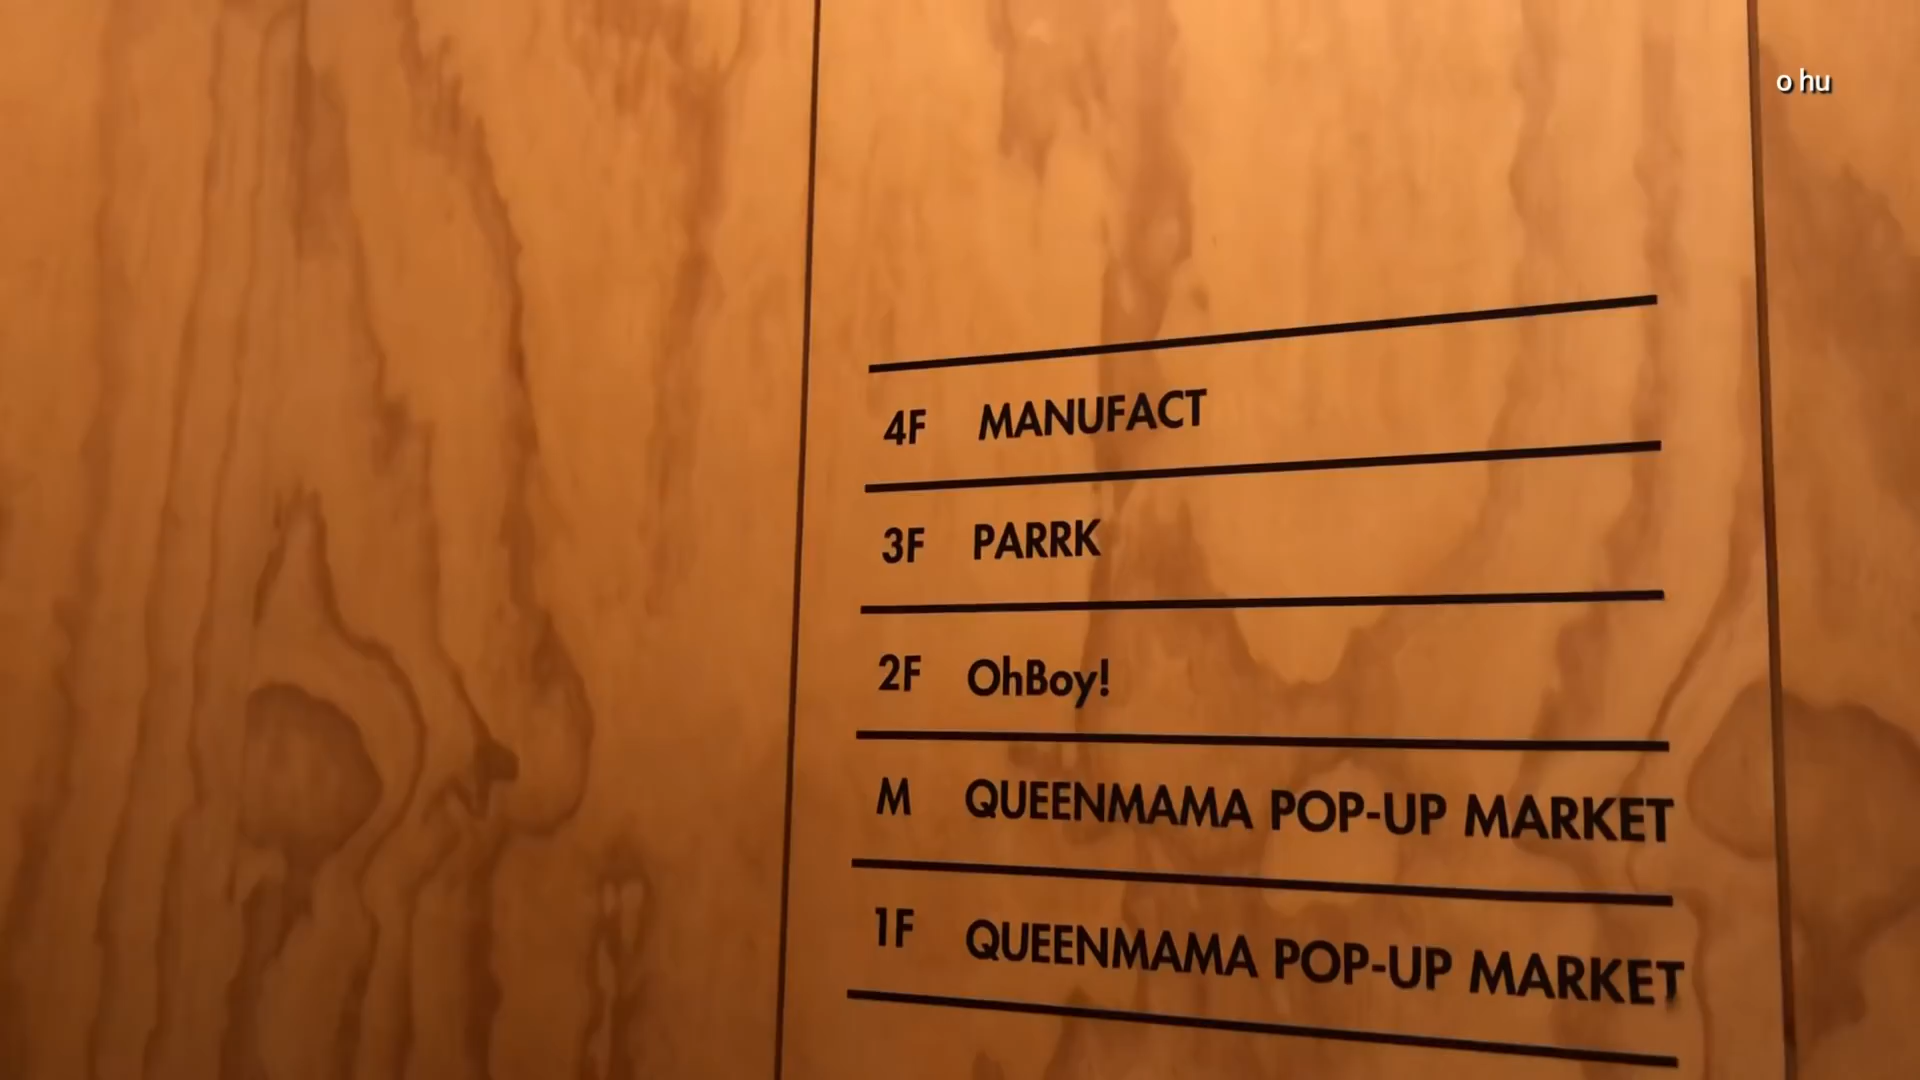 o hu
4F MANUFACT
3F PARRK
2F OhBoy!
M QUEENMAMA POP-UP MARKET
1F QUEENMAMA POP-UP MARKET